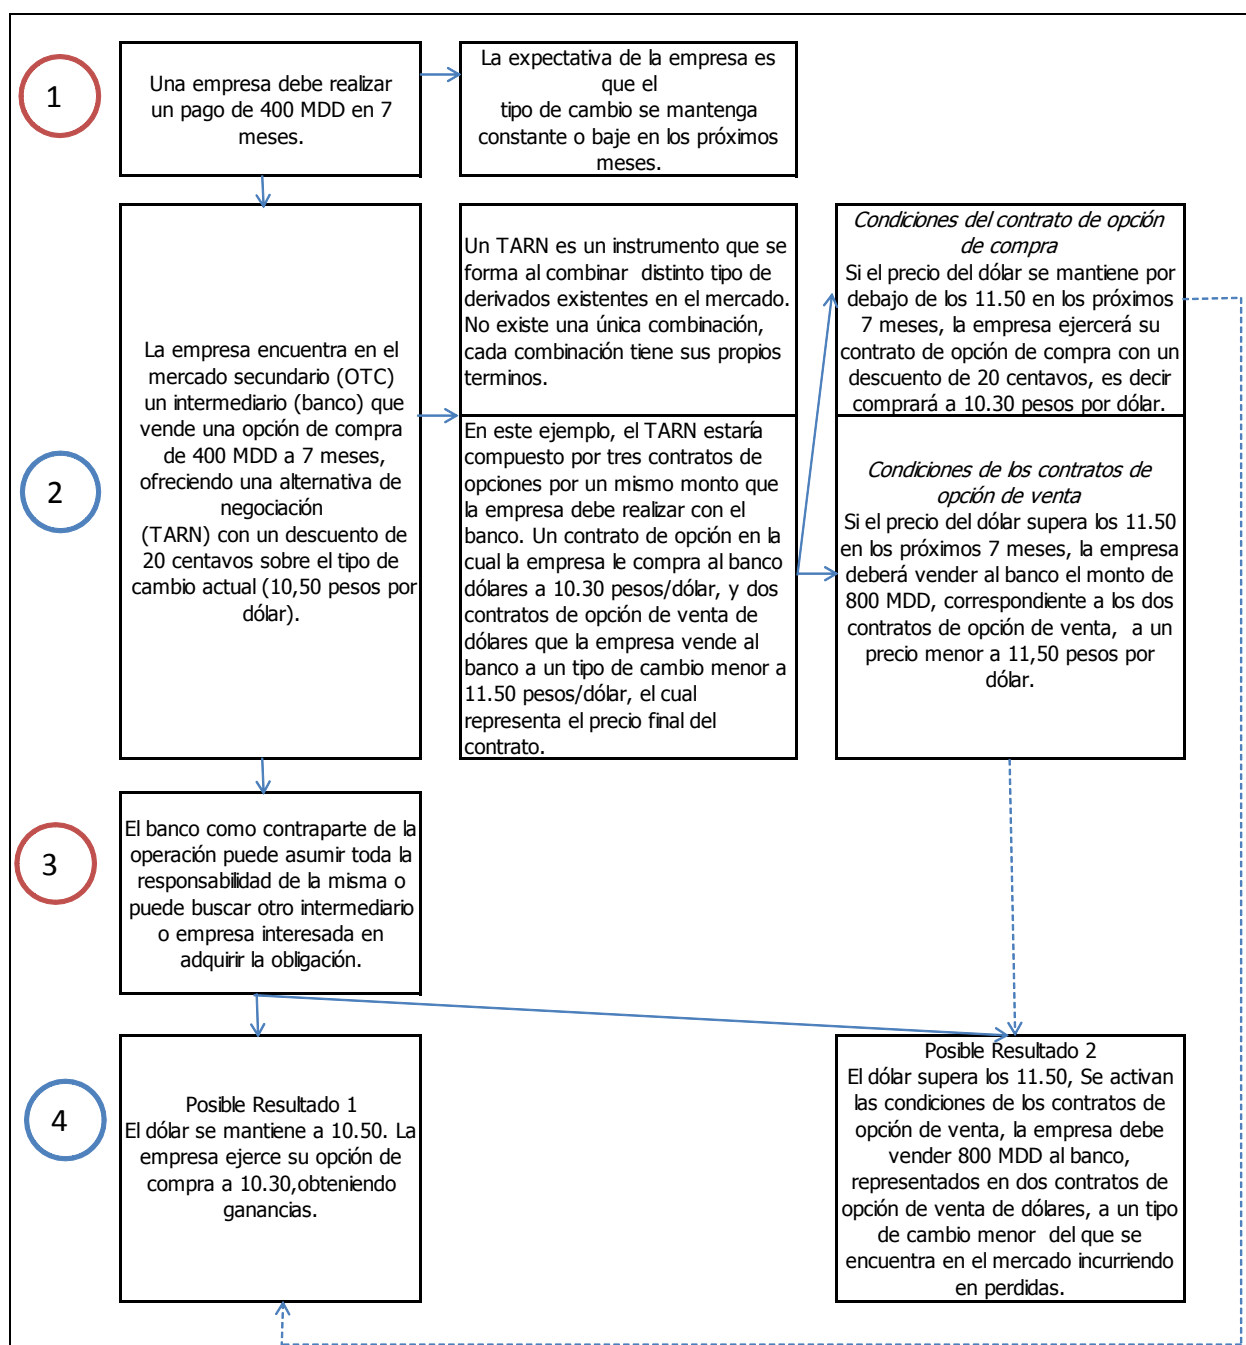 1
Una empresa debe realizar
un pago de 400 MDD en 7
meses.
La expectativa de la empresa es
que el
tipo de cambio se mantenga
constante o baje en los próximos
meses.
2
La empresa encuentra en el
mercado secundario (OTC)
un intermediario (banco) que
vende una opción de compra
de 400 MDD a 7 meses,
ofreciendo una alternativa de
negociación
(TARN) con un descuento de
20 centavos sobre el tipo de
cambio actual (10,50 pesos por
dólar).
Un TARN es un instrumento que se
forma al combinar distinto tipo de
derivados existentes en el mercado.
No existe una única combinación,
cada combinación tiene sus propios
terminos.
En este ejemplo, el TARN estaría
compuesto por tres contratos de
opciones por un mismo monto que
la empresa debe realizar con el
banco. Un contrato de opción en la
cual la empresa le compra al banco
dólares a 10.30 pesos/dólar, y dos
contratos de opción de venta de
dólares que la empresa vende al
banco a un tipo de cambio menor a
11.50 pesos/dólar, el cual
representa el precio final del
contrato.
Condiciones del contrato de opción
de compra
Si el precio del dólar se mantiene por
debajo de los 11.50 en los próximos
7 meses, la empresa ejercerá su
contrato de opción de compra con un
descuento de 20 centavos, es decir
comprará a 10.30 pesos por dólar.
Condiciones de los contratos de
opción de venta
Si el precio del dólar supera los 11.50
en los próximos 7 meses, la empresa
deberá vender al banco el monto de
800 MDD, correspondiente a los dos
contratos de opción de venta, a un
precio menor a 11,50 pesos por
dólar.
3
El banco como contraparte de la
operación puede asumir toda la
responsabilidad de la misma o
puede buscar otro intermediario
o empresa interesada en
adquirir la obligación.
4
Posible Resultado 1
El dólar se mantiene a 10.50. La
empresa ejerce su opción de
compra a 10.30,obteniendo
ganancias.
Posible Resultado 2
El dólar supera los 11.50, Se activan
las condiciones de los contratos de
opción de venta, la empresa debe
vender 800 MDD al banco,
representados en dos contratos de
opción de venta de dólares, a un tipo
de cambio menor del que se
encuentra en el mercado incurriendo
en perdidas.